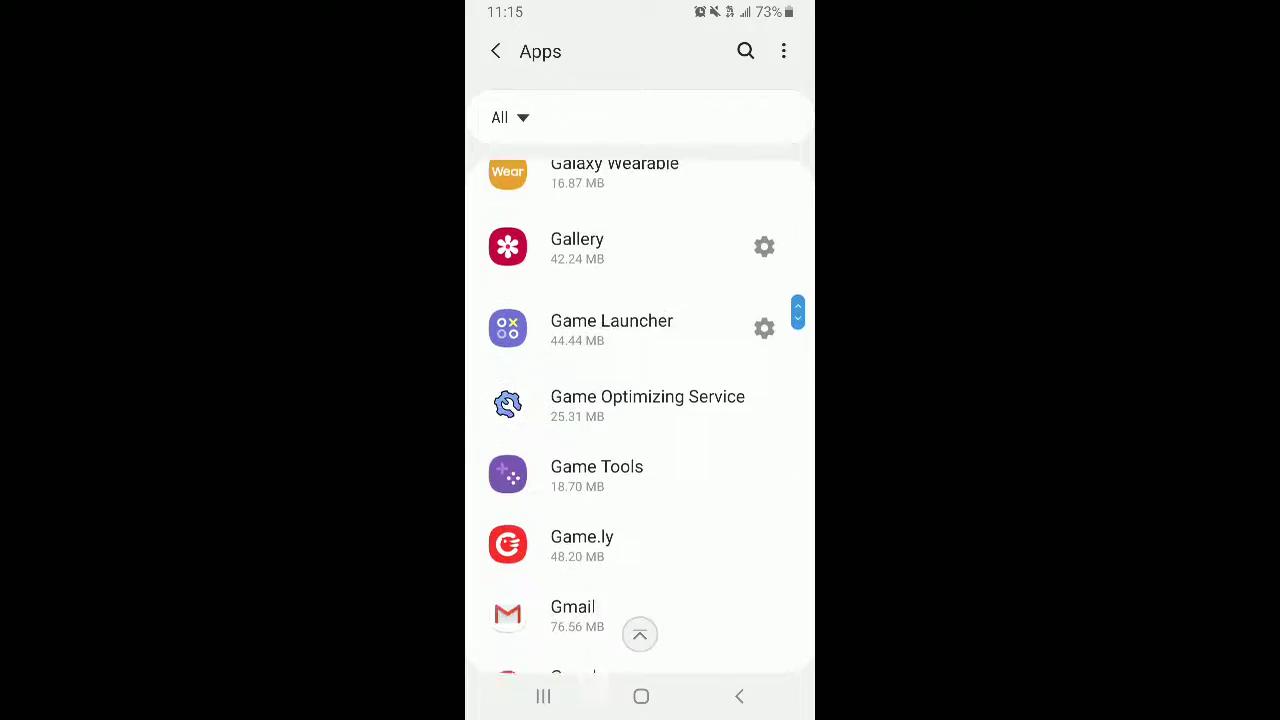 11:15 73%
Apps
All
Wear Galaxy Wearable
16.87 MB
Gallery
42.24 MB
Game Launcher
44.44 MB
Game Optimizing Service
25.31 MB
Game Tools
18.70 MB
Game.ly
48.20 MB
Gmail
76.56 MB